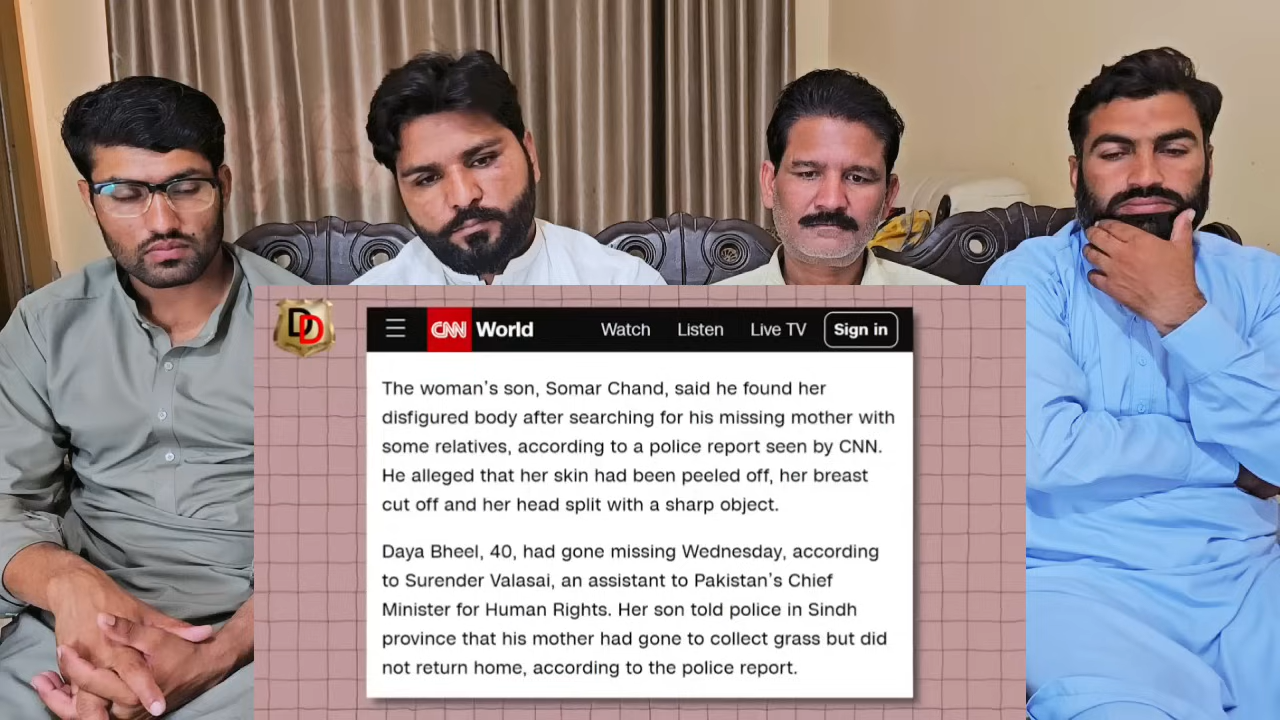 DD
CNN World Watch Listen Live TV Sign in
The woman's son, Somar Chand, said he found her
disfigured body after searching for his missing mother with
some relatives, according to a police report seen by CNN.
He alleged that her skin had been peeled off, her breast
cut off and her head split with a sharp object.
Daya Bheel, 40, had gone missing Wednesday, according
to Surender Valasai, an assistant to Pakistan's Chief
Minister for Human Rights. Her son told police in Sindh
province that his mother had gone to collect grass but did
not return home, according to the police report.